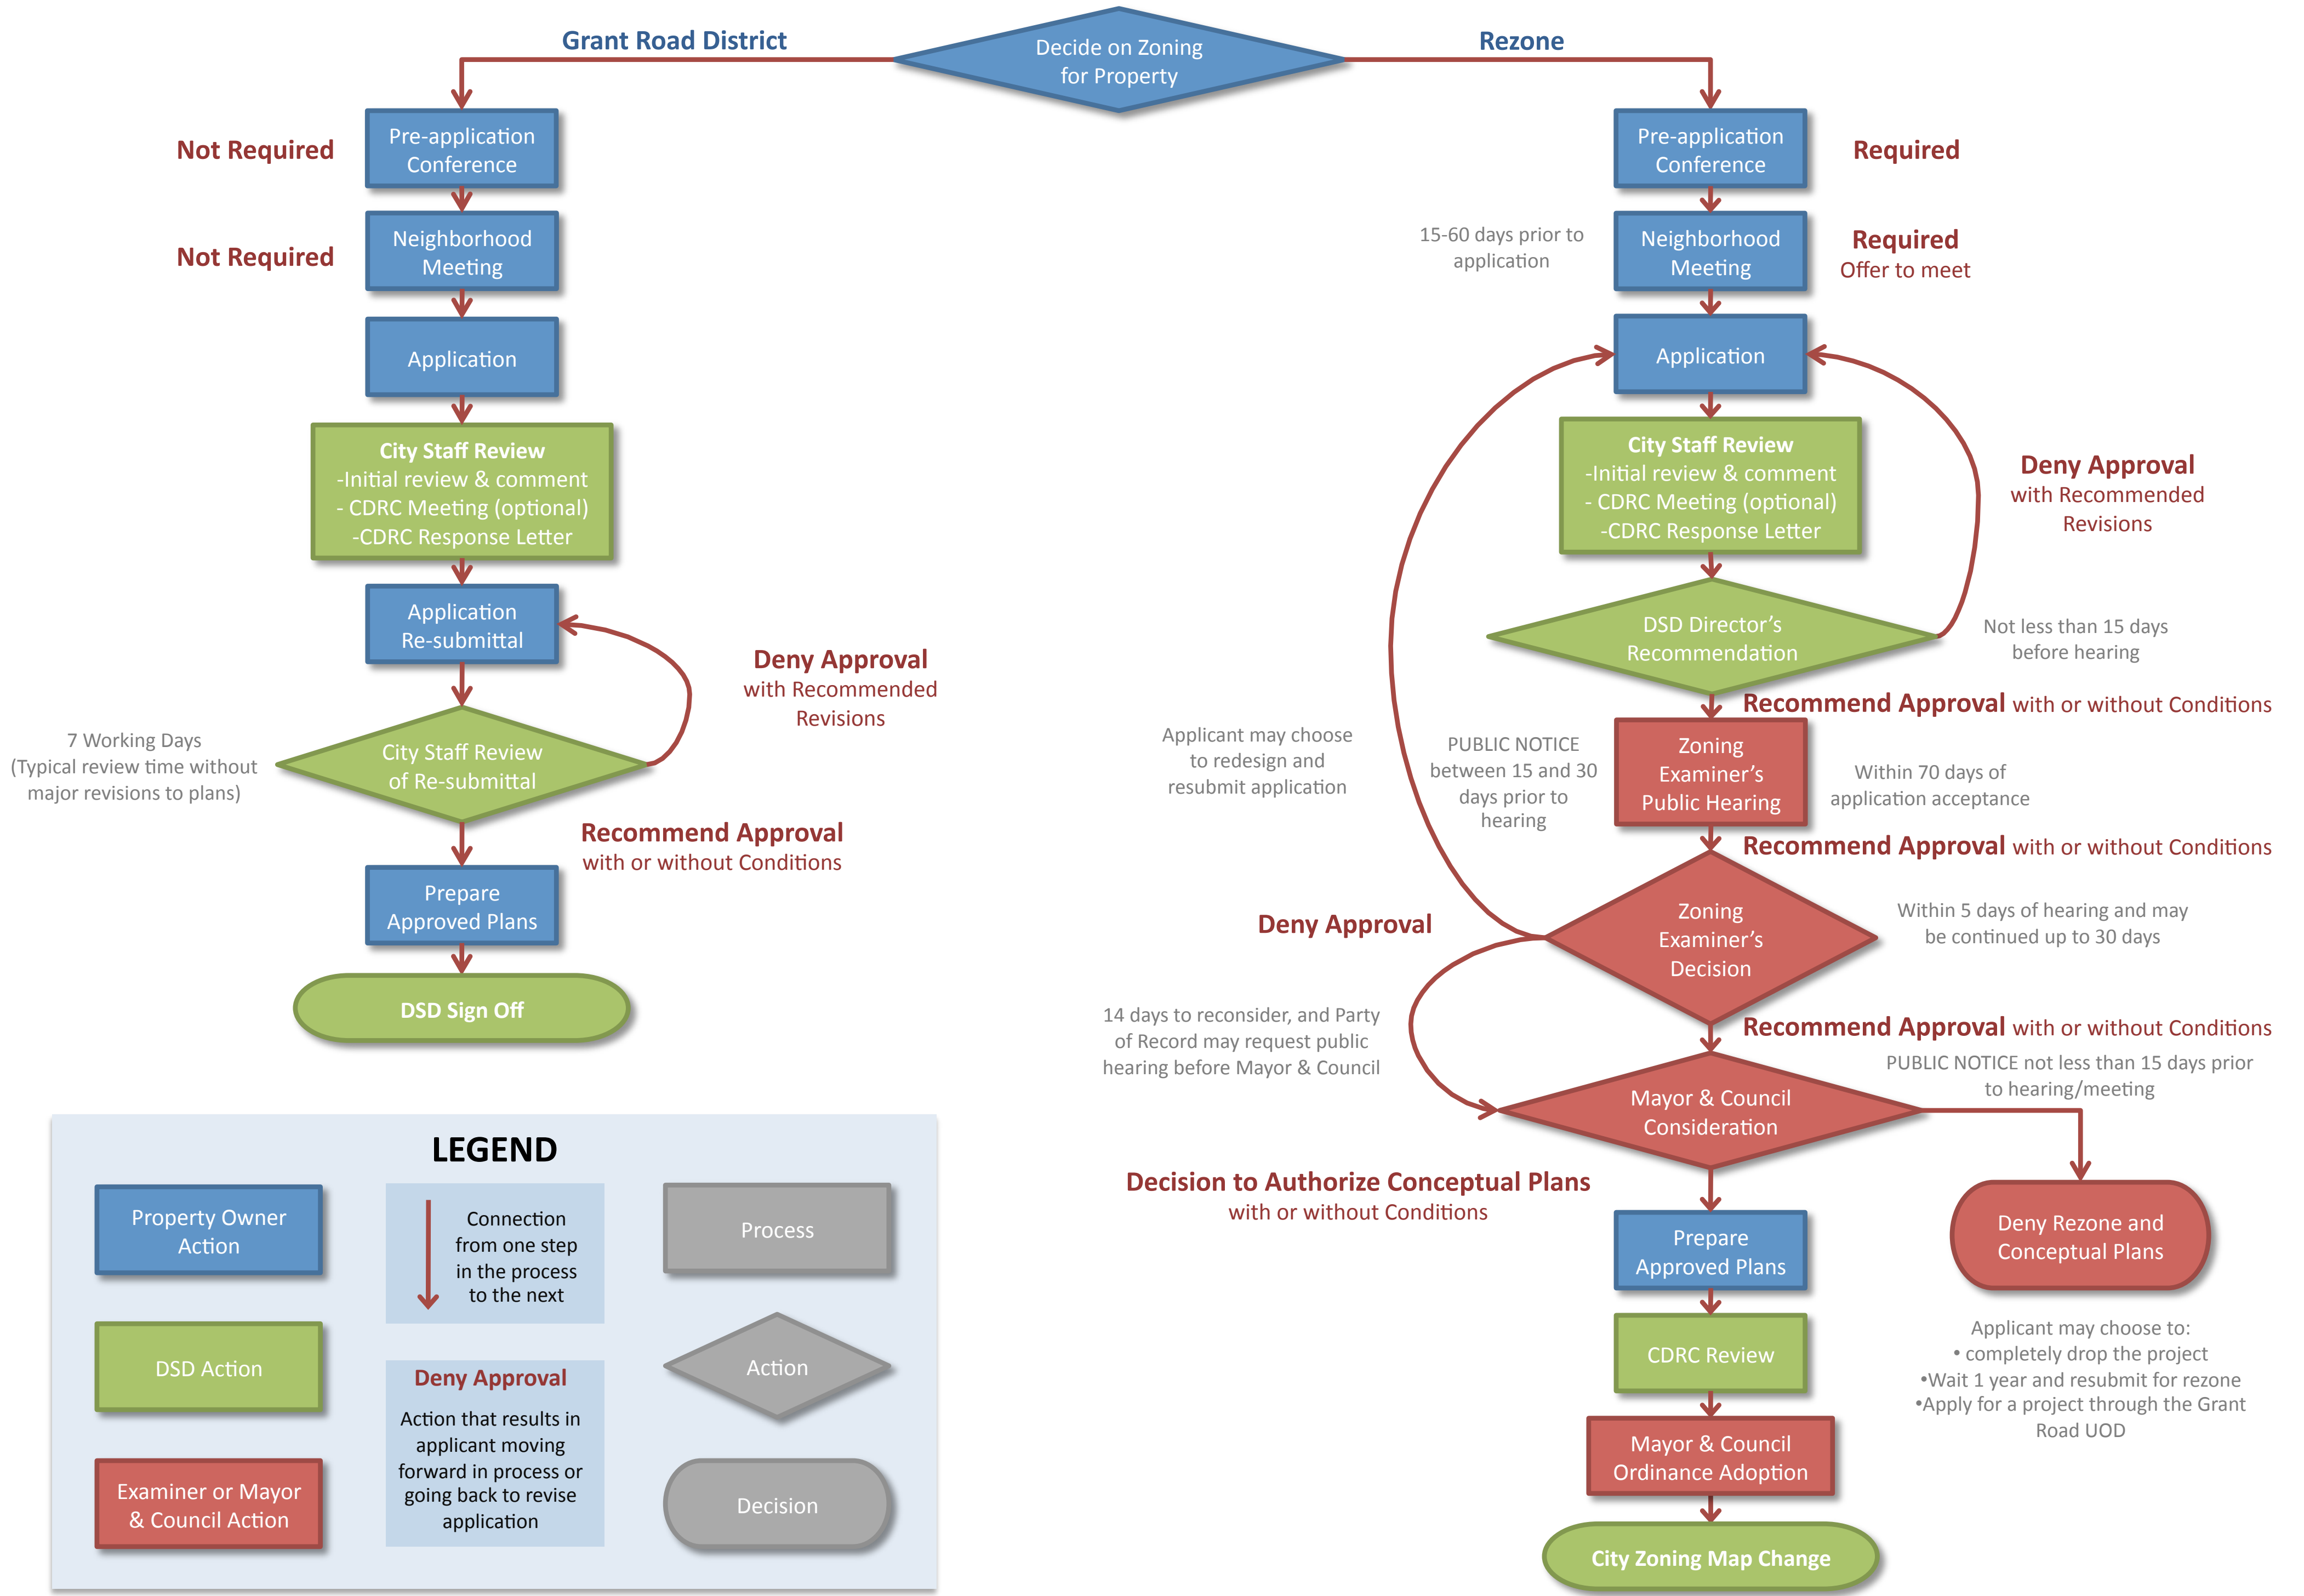 Grant Road District
Decide on Zoning
for Property
Rezone
Not Required
Pre-application
Conference
Not Required
Neighborhood
Meeting
Application
City Staff Review
-Initial review & comment
- CDRC Meeting (optional)
-CDRC Response Letter
Application
Re-submittal
Deny Approval
with Recommended
Revisions
7 Working Days
(Typical review time without
major revisions to plans)
City Staff Review
of Re-submittal
Recommend Approval
with or without Conditions
Prepare
Approved Plans
DSD Sign Off
Pre-application
Conference
Required
15-60 days prior to
application
Neighborhood
Meeting
Required
Offer to meet
Application
City Staff Review
-Initial review & comment
- CDRC Meeting (optional)
-CDRC Response Letter
Deny Approval
with Recommended
Revisions
DSD Director’s
Recommendation
Not less than 15 days
before hearing
Recommend Approval with or without Conditions
Applicant may choose
to redesign and
resubmit application
PUBLIC NOTICE
between 15 and 30
days prior to
hearing
Zoning
Examiner’s
Public Hearing
Within 70 days of
application acceptance
Recommend Approval with or without Conditions
Deny Approval
Zoning
Examiner’s
Decision
Within 5 days of hearing and may
be continued up to 30 days
14 days to reconsider, and Party
of Record may request public
hearing before Mayor & Council
Recommend Approval with or without Conditions
PUBLIC NOTICE not less than 15 days prior
to hearing/meeting
Mayor & Council
Consideration
Decision to Authorize Conceptual Plans
with or without Conditions
Prepare
Approved Plans
Deny Rezone and
Conceptual Plans
CDRC Review
Applicant may choose to:
• completely drop the project
•Wait 1 year and resubmit for rezone
•Apply for a project through the Grant
Road UOD
Mayor & Council
Ordinance Adoption
City Zoning Map Change
LEGEND
Property Owner
Action
Connection
from one step
in the process
to the next
Process
DSD Action
Deny Approval
Action that results in
applicant moving
forward in process or
going back to revise
application
Action
Examiner or Mayor
& Council Action
Decision